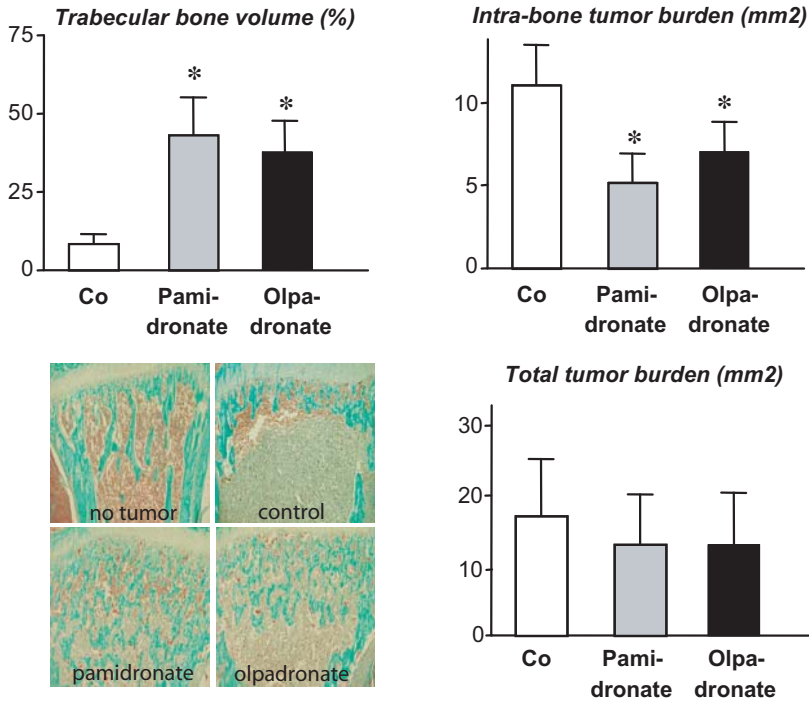 Trabecular bone volume (%)
75
50
25
0
*
*
Co
Pami-
dronate
Olpa-
dronate
Intra-bone tumor burden (mm2)
10
5
0
*
*
Co
Pami-
dronate
Olpa-
dronate
no tumor
control
pamidronate
olpadronate
Total tumor burden (mm2)
30
20
10
0
Co
Pami-
dronate
Olpa-
dronate